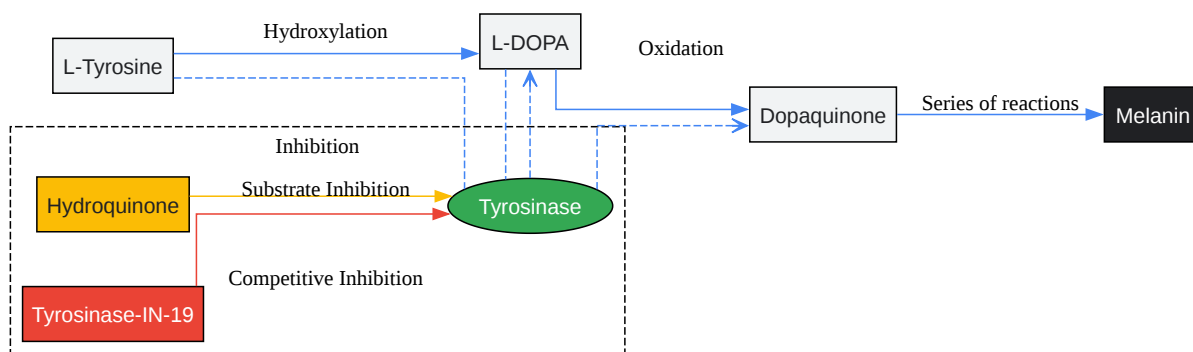 Hydroxylation
L-DOPA
Oxidation
L-Tyrosine
Dopaquinone
Series of reactions
Melanin
Inhibition
Hydroquinone
Substrate Inhibition
Tyrosinase
Competitive Inhibition
Tyrosinase-IN-19